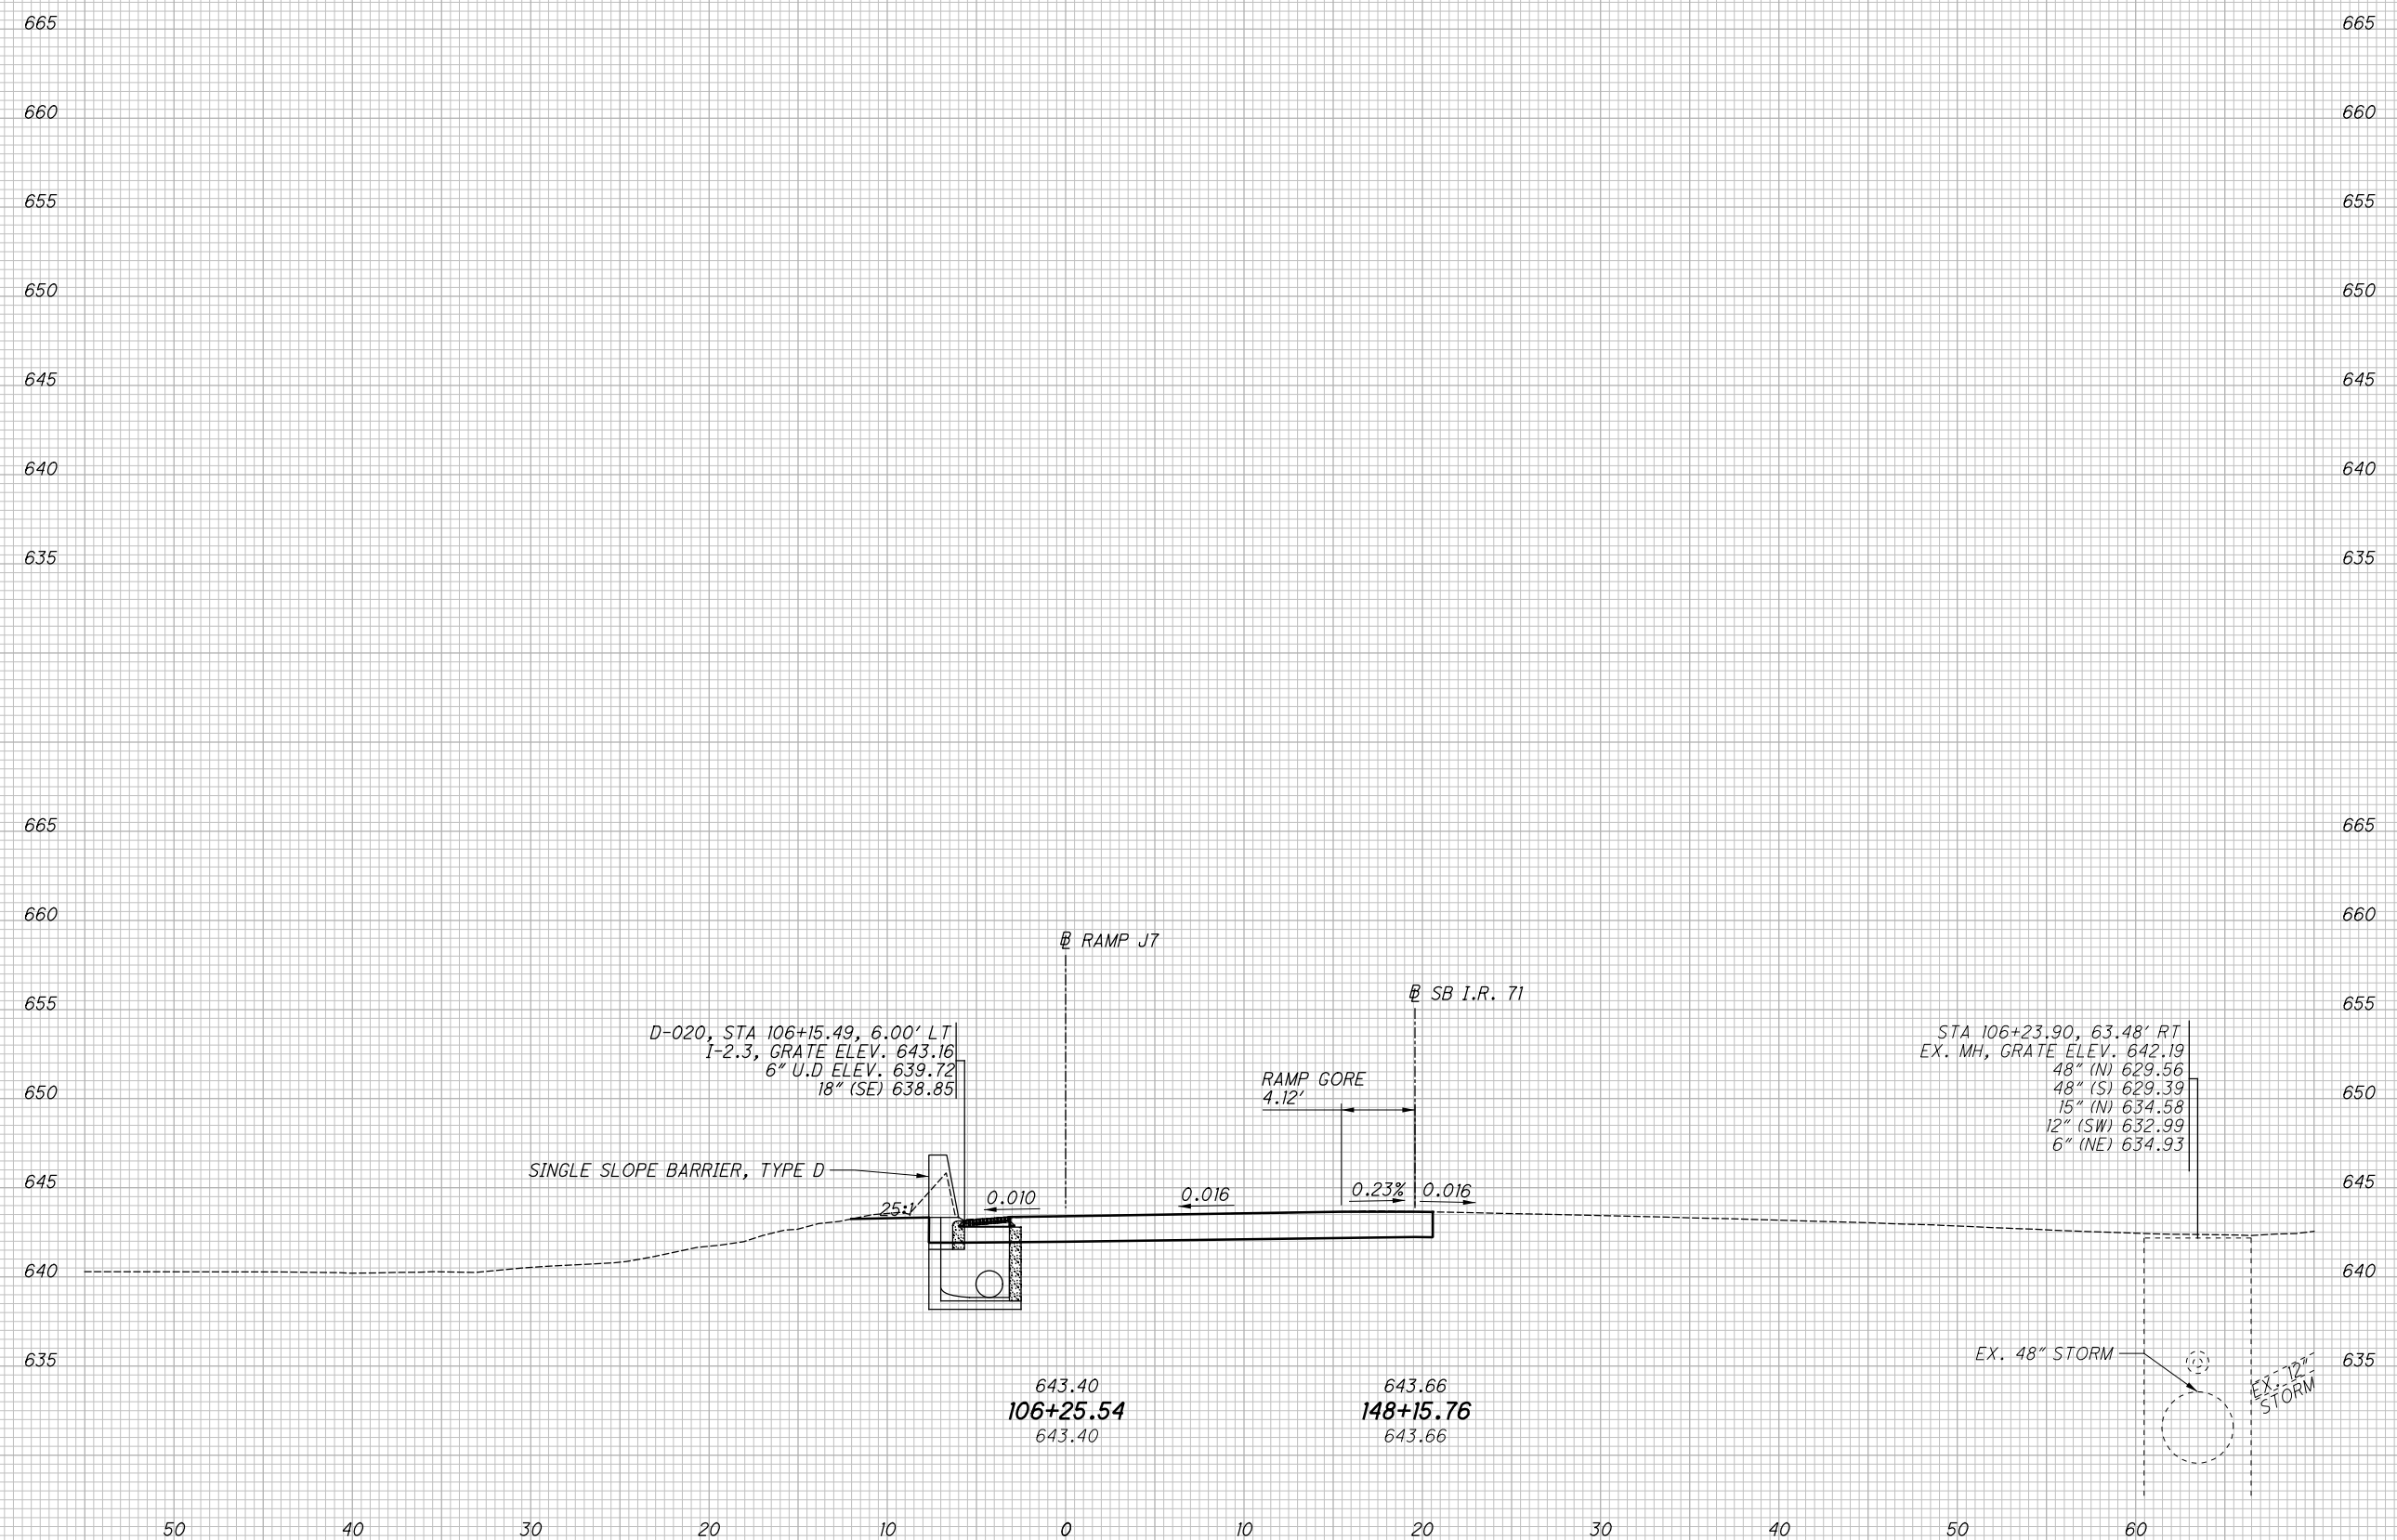 665 665
660 660
655 655
650 650
645 645
640 640
635 635
665 665
660 660
℄ RAMP J7
655 655
℄ SB I.R. 71
D-020, STA 106+15.49, 6.00' LT
I-2.3, GRATE ELEV. 643.16
6" U.D ELEV. 639.72
18" (SE) 638.85
STA 106+23.90, 63.48' RT
EX. MH, GRATE ELEV. 642.19
48" (N) 629.56
48" (S) 629.39
15" (N) 634.58
12" (SW) 632.99
6" (NE) 634.93
650 650
RAMP GORE
4.12'
SINGLE SLOPE BARRIER, TYPE D
645 645
25:1
0.010
0.016
0.23%
0.016
640 640
635 635
EX. 48" STORM
EX. 12"
STORM
643.40
106+25.54
643.40
643.66
148+15.76
643.66
50 40 30 20 10 0 10 20 30 40 50 60